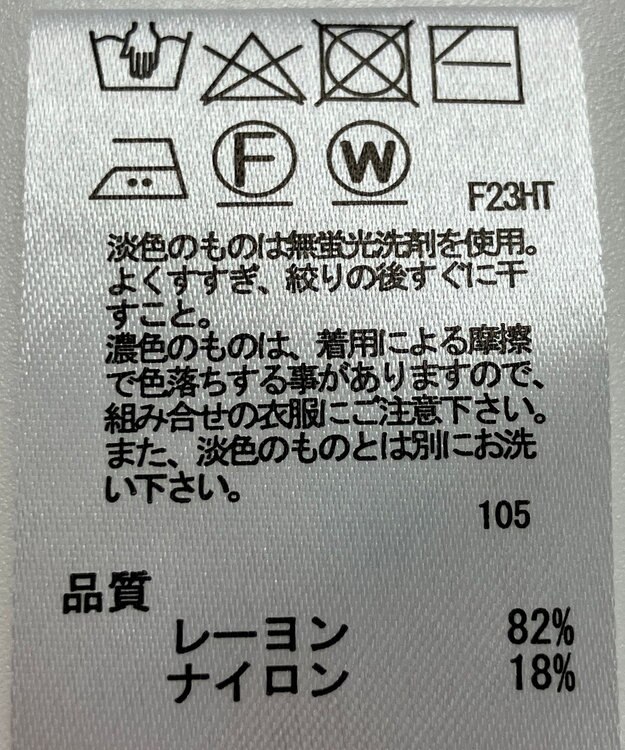 F W
F23HT
淡色のものは無蛍光洗剤を使用。
よくすすぎ、絞りの後すぐに干
すこと。
濃色のものは、着用による摩擦
で色落ちする事がありますので、
組み合せの衣服にご注意下さい。
また、淡色のものとは別にお洗
い下さい。
105
品質
レーヨン 82%
ナイロン 18%